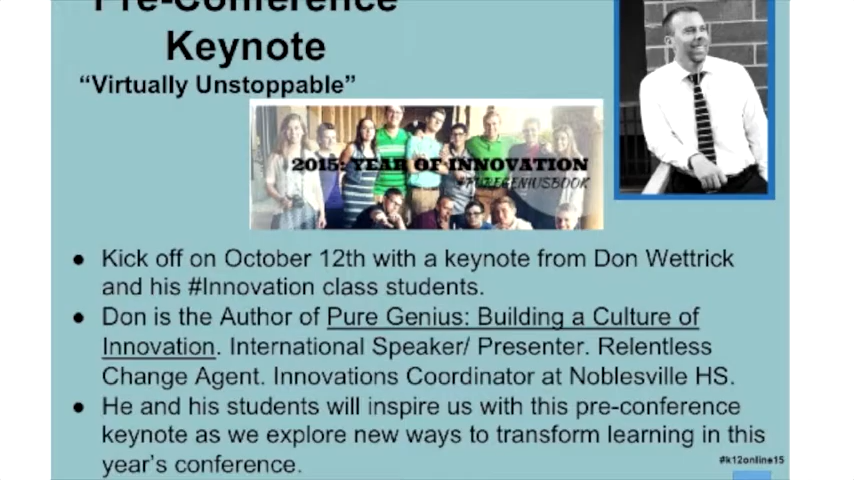 Pre-Conference
Keynote
“Virtually Unstoppable”
2015: YEAR OF INNOVATION
#PUREGENIUSBOOK
● Kick off on October 12th with a keynote from Don Wettrick
and his #Innovation class students.
● Don is the Author of Pure Genius: Building a Culture of
Innovation. International Speaker/ Presenter. Relentless
Change Agent. Innovations Coordinator at Noblesville HS.
● He and his students will inspire us with this pre-conference
keynote as we explore new ways to transform learning in this
year’s conference.
#k12online15